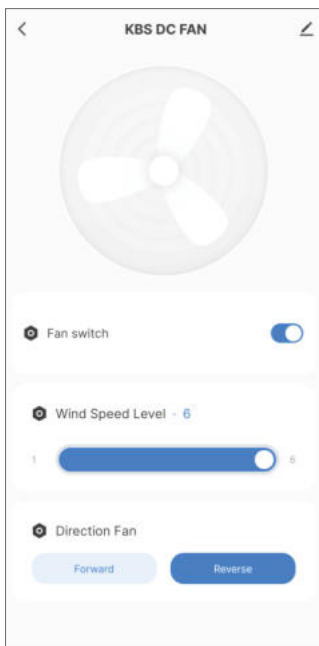 KBS DC FAN
Fan switch
Wind Speed Level - 6
1 6
Direction Fan
Forward Reverse